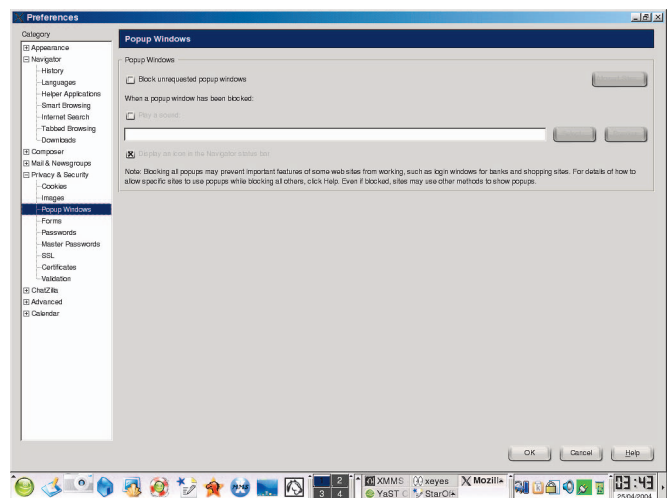 Preferences
Category
Appearance
Navigator
History
Languages
Helper Applications
Smart Browsing
Internet Search
Tabbed Browsing
Downloads
Composer
Mail & Newsgroups
Privacy & Security
Cookies
Images
Popup Windows
Forms
Passwords
Master Passwords
SSL
Certificates
Validation
ChatZilla
Advanced
Calendar
Popup Windows
Popup Windows
Block unrequested popup windows
When a popup window has been blocked:
Play a sound
Display an icon in the Navigator status bar
Note: Blocking all popups may prevent important features of some web sites from working, such as login windows for banks and shopping sites. For details of how to
allow specific sites to use popups while blocking all others, click Help. Even if blocked, sites may use other methods to show popups.
OK
Cancel
Help
2
3 4
XMMS
xeyes
Mozilla
YaST C
StarOf
03:43
25/04/2004